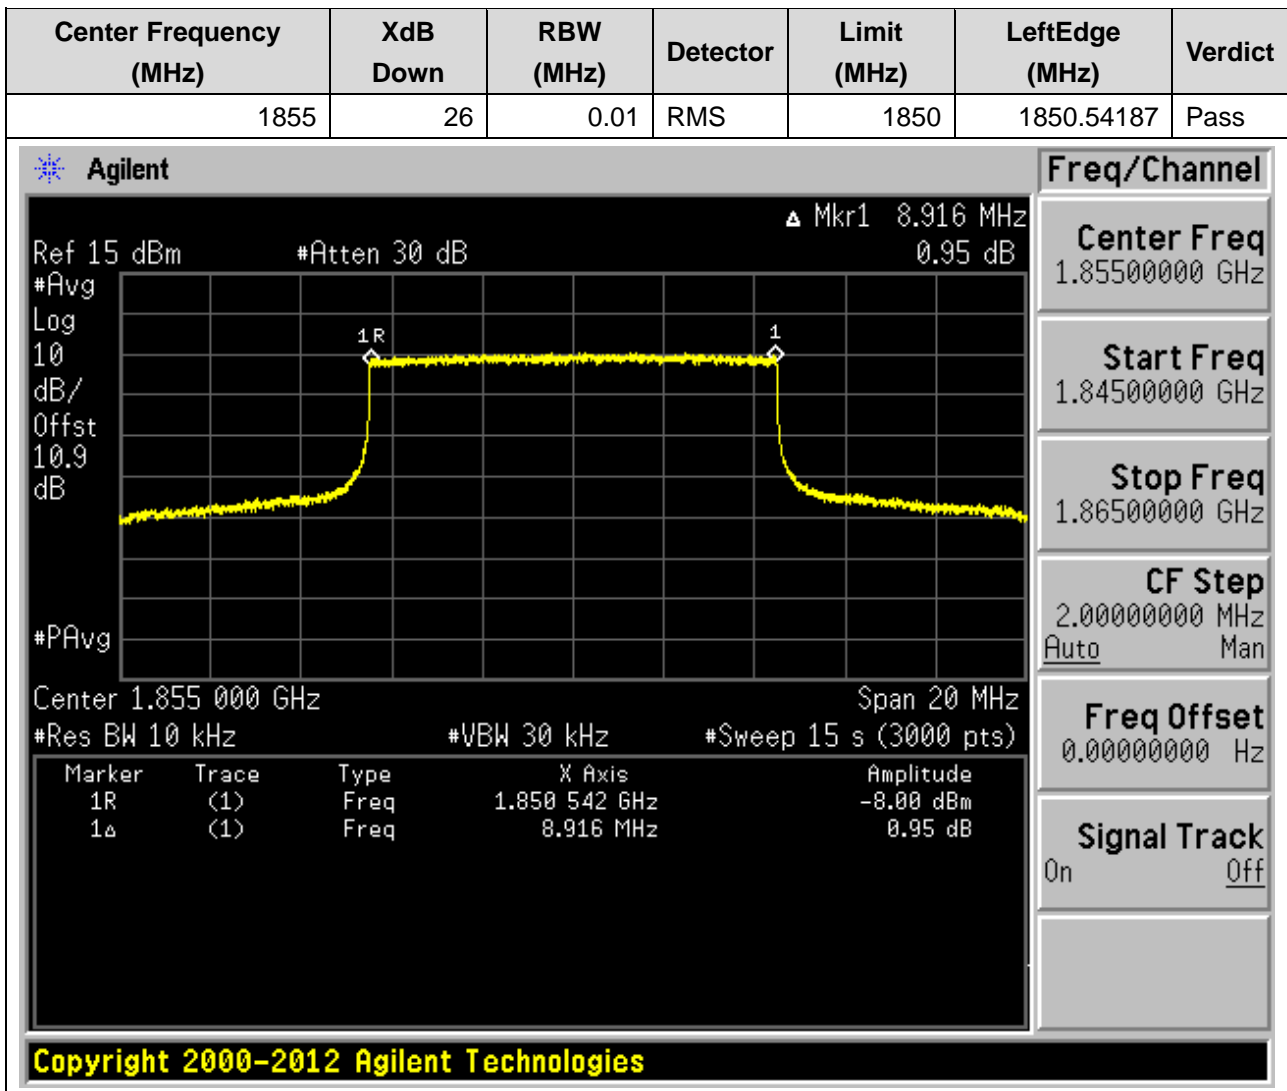 Center Frequency (MHz) XdB Down RBW (MHz) Detector Limit (MHz) LeftEdge (MHz) Verdict
1855 26 0.01 RMS 1850 1850.54187 Pass
Agilent
Freq/Channel
▵ Mkr1 8.916 MHz
Ref 15 dBm #Atten 30 dB 0.95 dB
#Avg
Log
10
dB/
Offst
10.9
dB
#PAvg
1R
1
Center 1.855 000 GHz Span 20 MHz
#Res BW 10 kHz #VBW 30 kHz #Sweep 15 s (3000 pts)
Marker Trace Type X Axis Amplitude
1R (1) Freq 1.850 542 GHz -8.00 dBm
1▵ (1) Freq 8.916 MHz 0.95 dB
Center Freq
1.85500000 GHz
Start Freq
1.84500000 GHz
Stop Freq
1.86500000 GHz
CF Step
2.00000000 MHz
Auto Man
Freq Offset
0.00000000 Hz
Signal Track
On Off
Copyright 2000-2012 Agilent Technologies